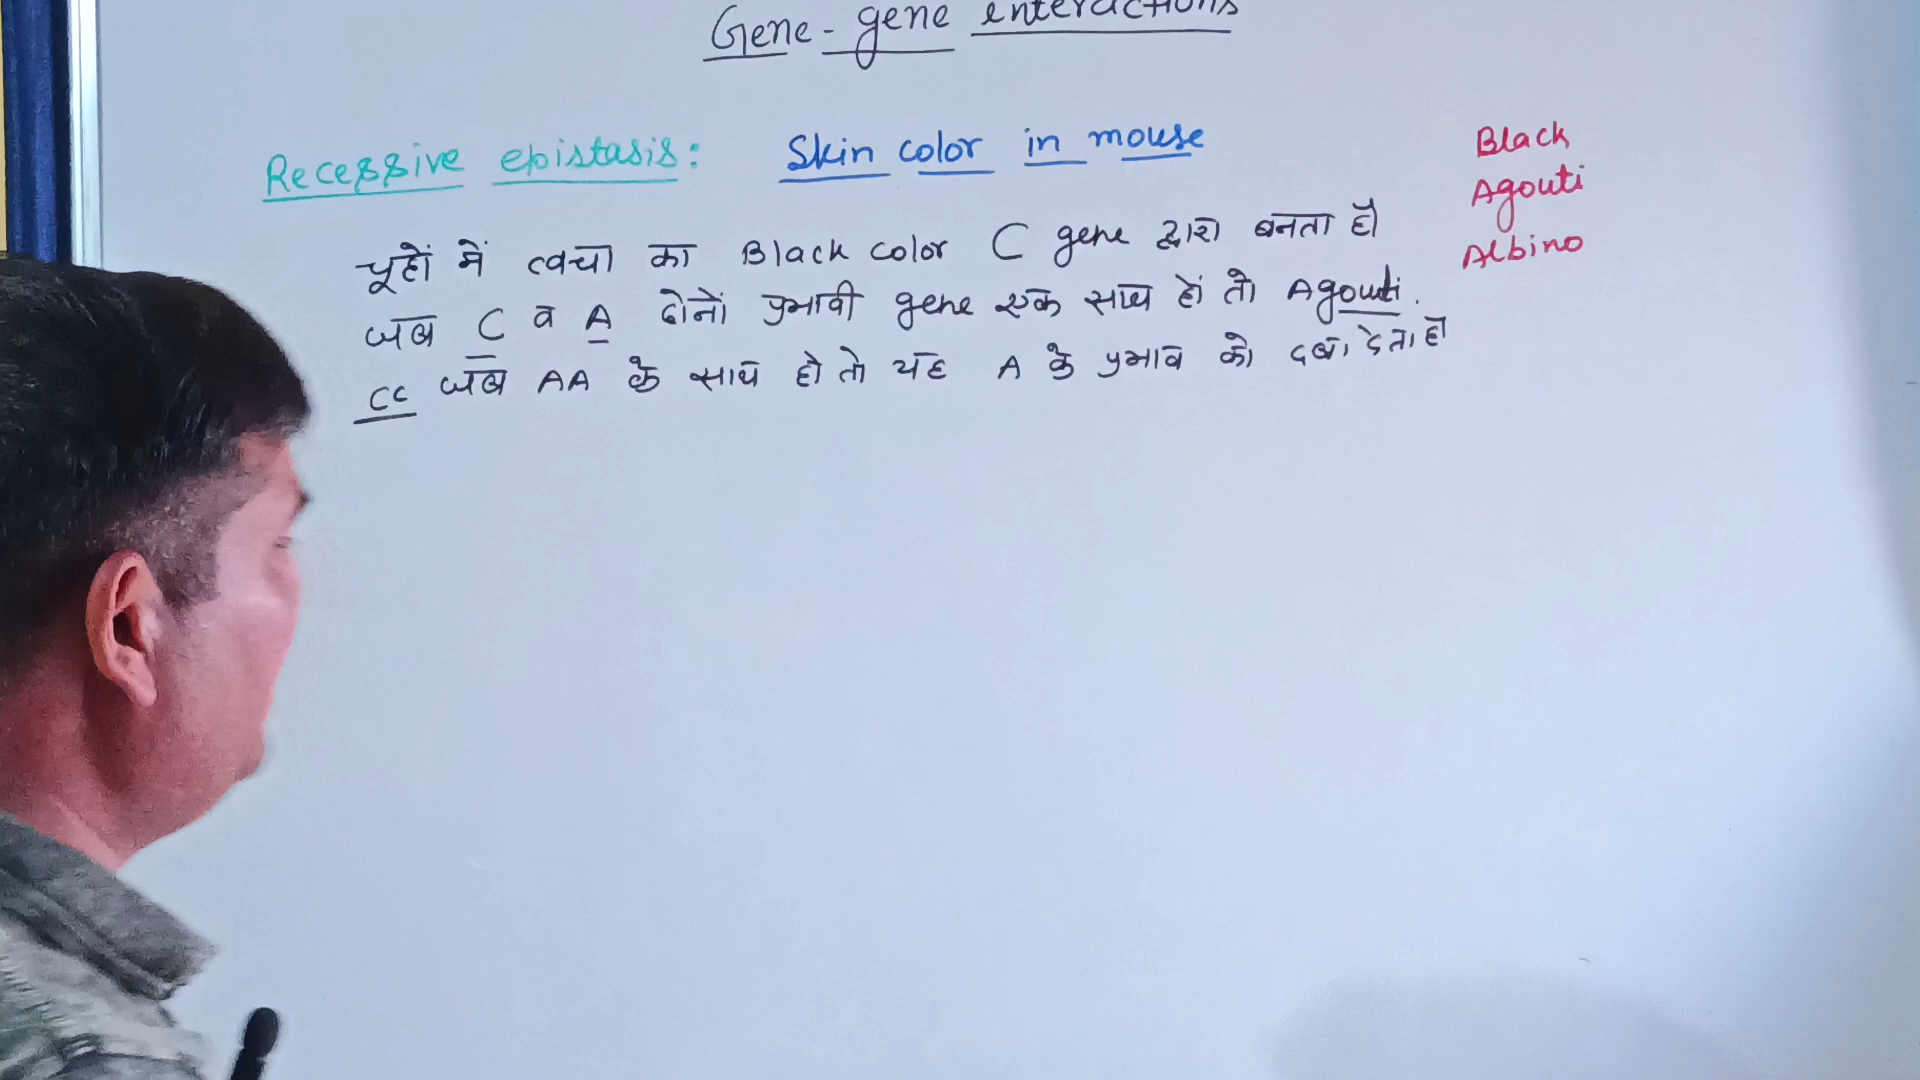 Gene - gene interactions
Recessive epistasis: Skin color in mouse
Black
Agouti
Albino
चूहों में त्वचा का Black color C gene द्वारा बनता है
जब C व A दोनों प्रभावी gene एक साथ हों तो Agouti.
cc जब AA के साथ हो तो यह A के प्रभाव को दबा देता है